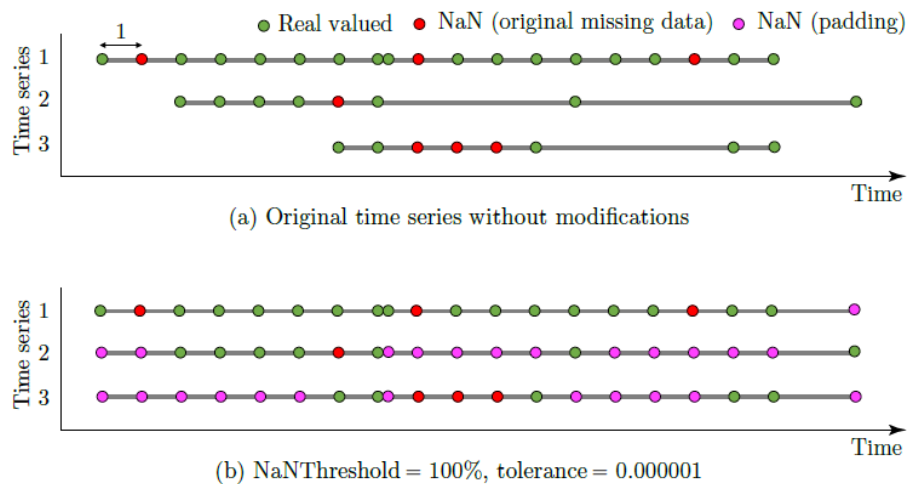 Real valued
NaN (original missing data)
NaN (padding)
1
Time series
1
2
3
Time
(a) Original time series without modifications
Time series
1
2
3
Time
(b) NaNThreshold = 100%, tolerance = 0.000001